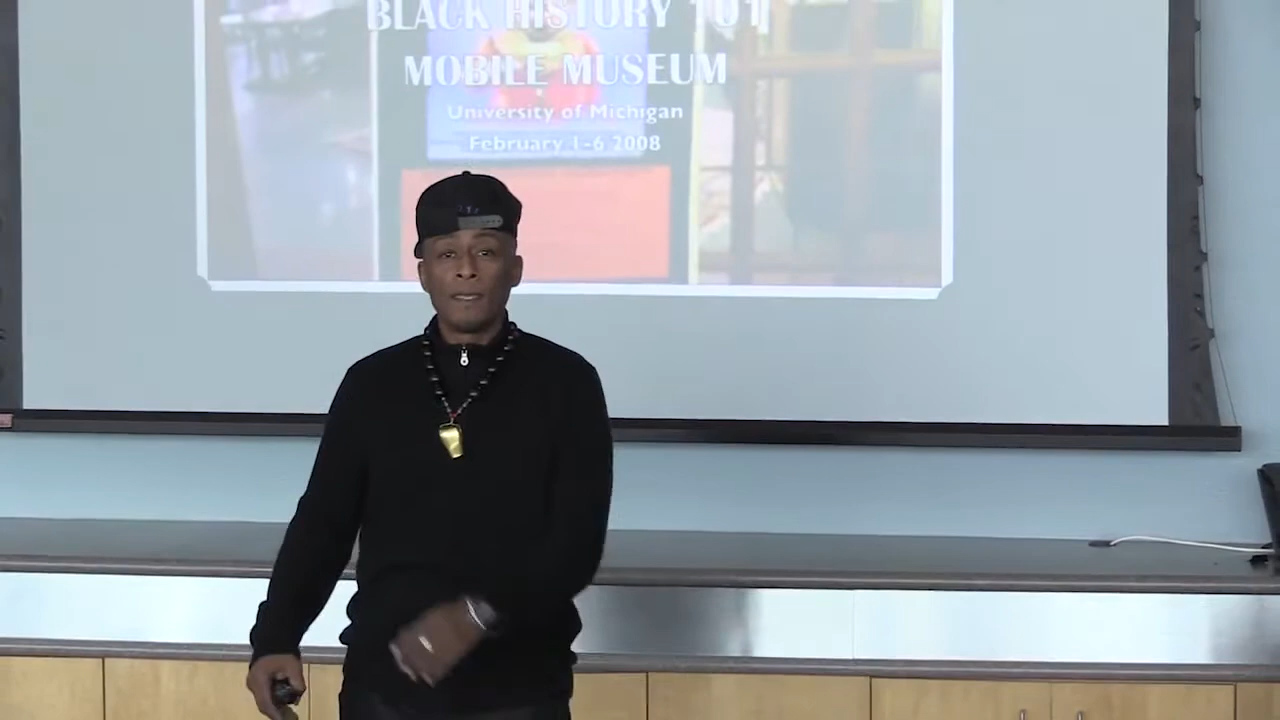 BLACK HISTORY 101
MOBILE MUSEUM
University of Michigan
February 1-6 2008